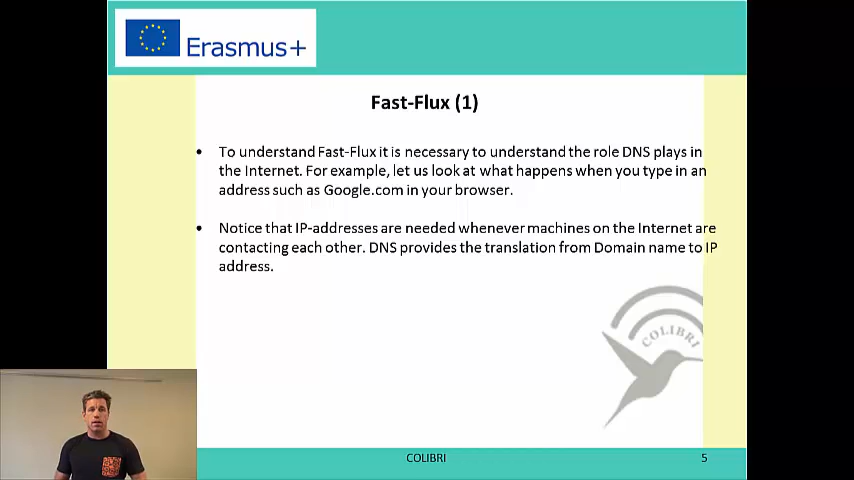 Erasmus+
Fast-Flux (1)
• To understand Fast-Flux it is necessary to understand the role DNS plays in
the Internet. For example, let us look at what happens when you type in an
address such as Google.com in your browser.
• Notice that IP-addresses are needed whenever machines on the Internet are
contacting each other. DNS provides the translation from Domain name to IP
address.
COLIBRI
COLIBRI
5